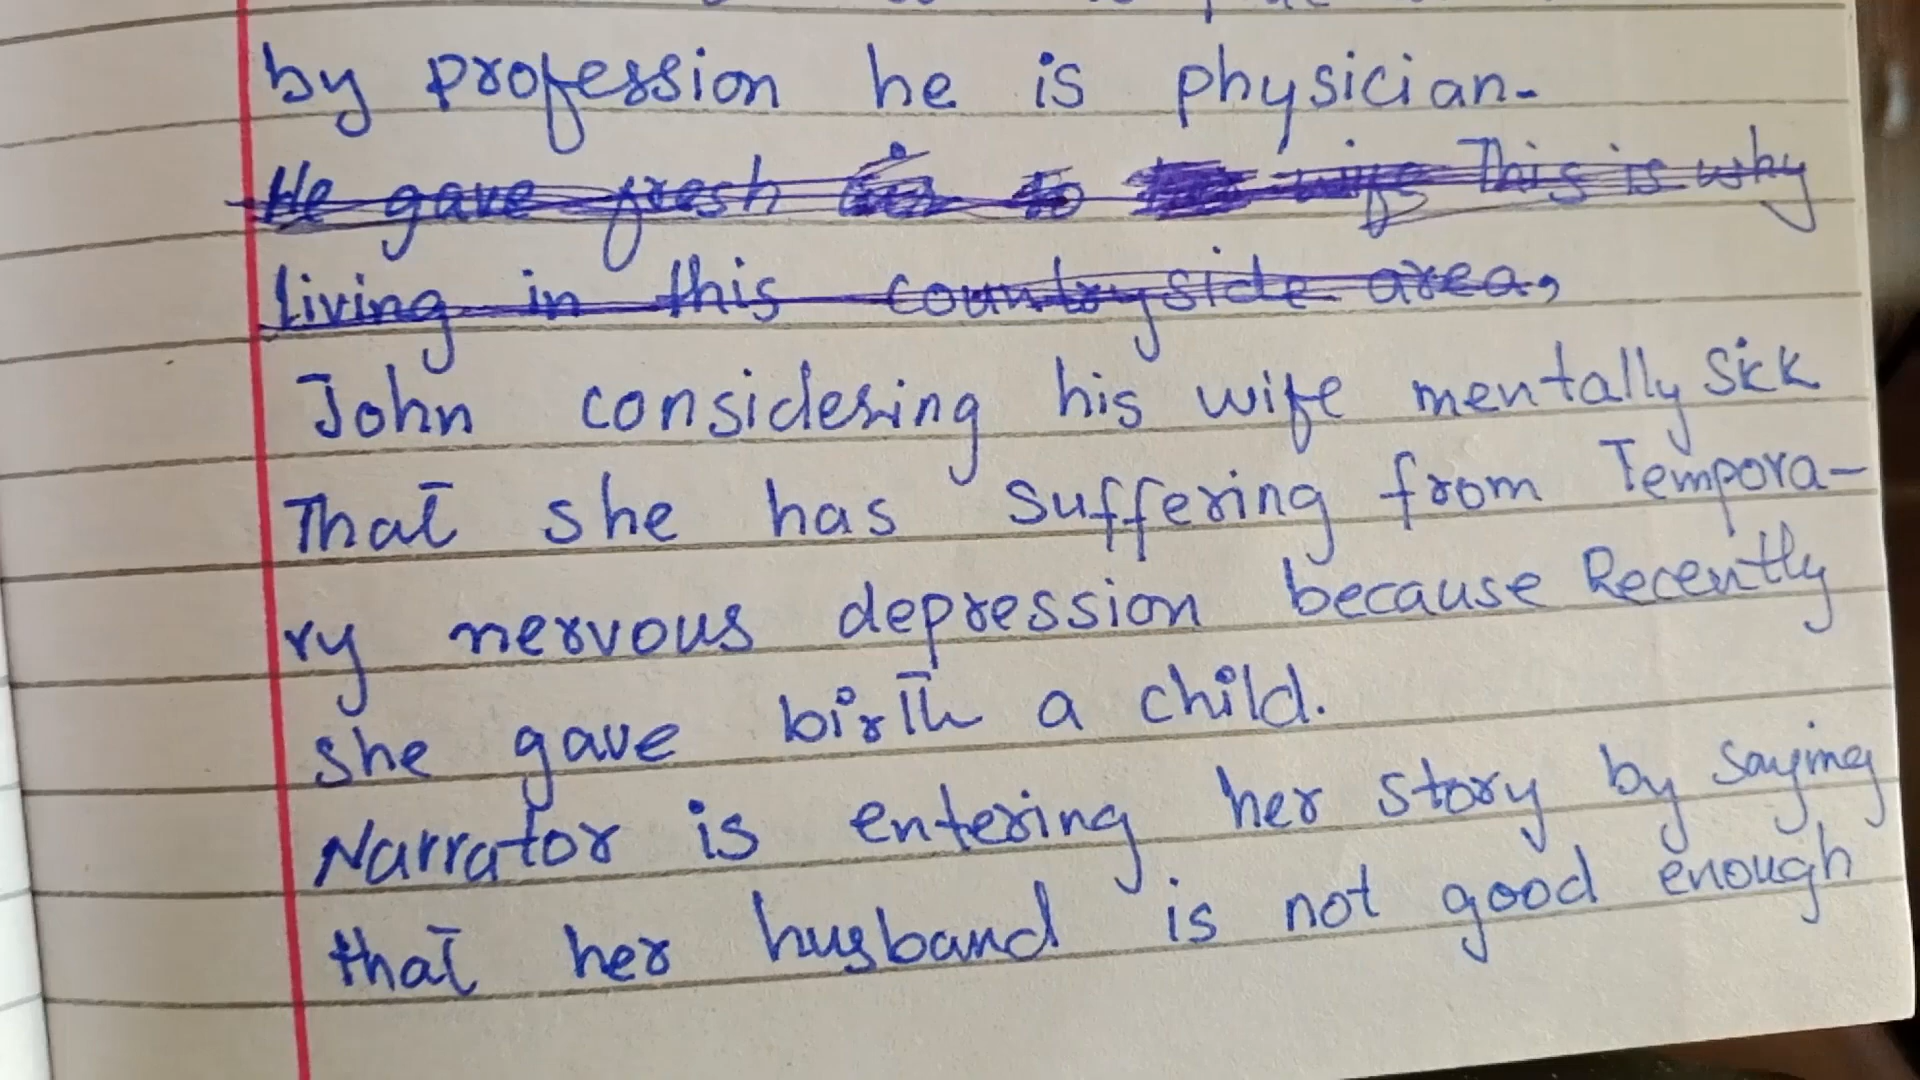 by profession he is physician.
He gave fresh to wife This is why
living in this countryside area,
John considering his wife mentally sick
That she has suffering from Tempora-
ry nervous depression because Recently
she gave birth a child.
Narrator is entering her story by saying
that her husband is not good enough